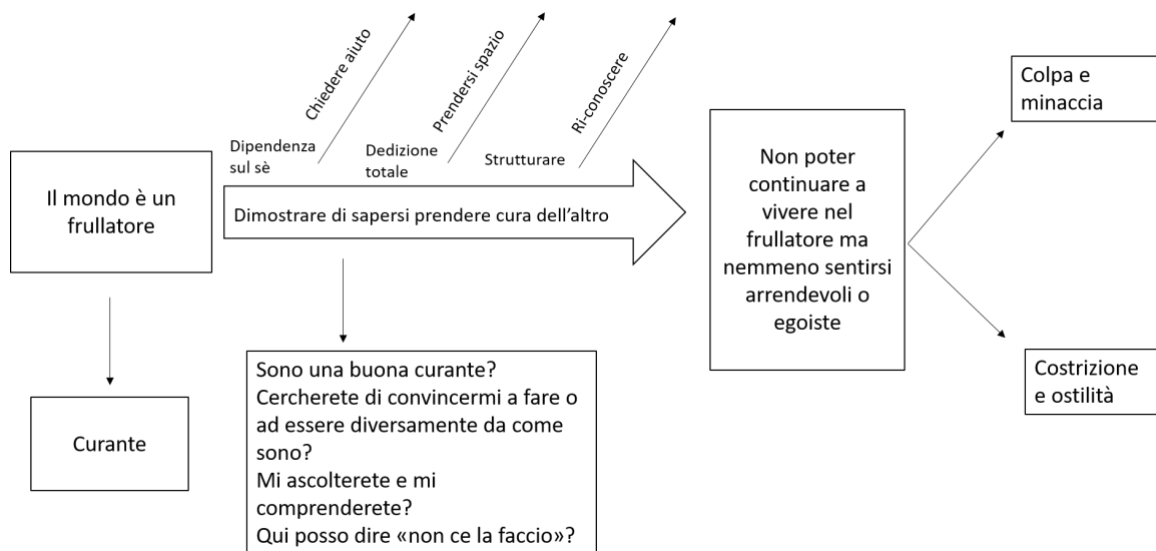 Chiedere aiuto
Prendersi spazio
Ri-conoscere
Dipendenza
sul sè
Dedizione
totale
Strutturare
Il mondo è un
frullatore
Dimostrare di sapersi prendere cura dell'altro
Non poter
continuare a
vivere nel
frullatore ma
nemmeno sentirsi
arrendevoli o
egoiste
Colpa e
minaccia
Costrizione
e ostilità
Curante
Sono una buona curante?
Cercherete di convincermi a fare o
ad essere diversamente da come
sono?
Mi ascolterete e mi
comprenderete?
Qui posso dire «non ce la faccio»?